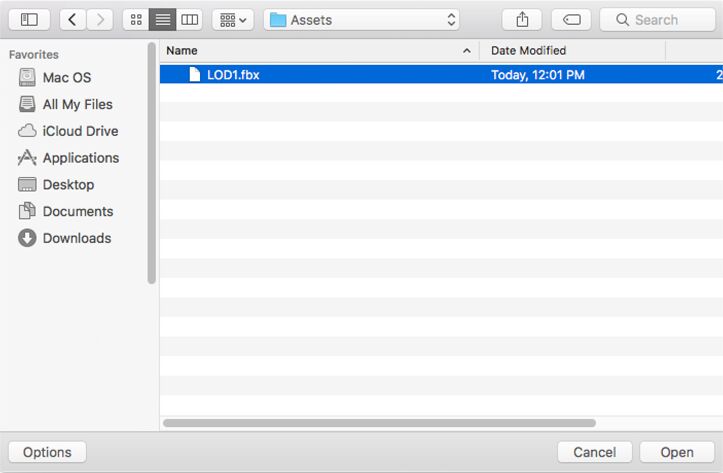 Assets
Search
Favorites
Mac OS
All My Files
iCloud Drive
Applications
Desktop
Documents
Downloads
Name Date Modified
LOD1.fbx Today, 12:01 PM 2
Options Cancel Open